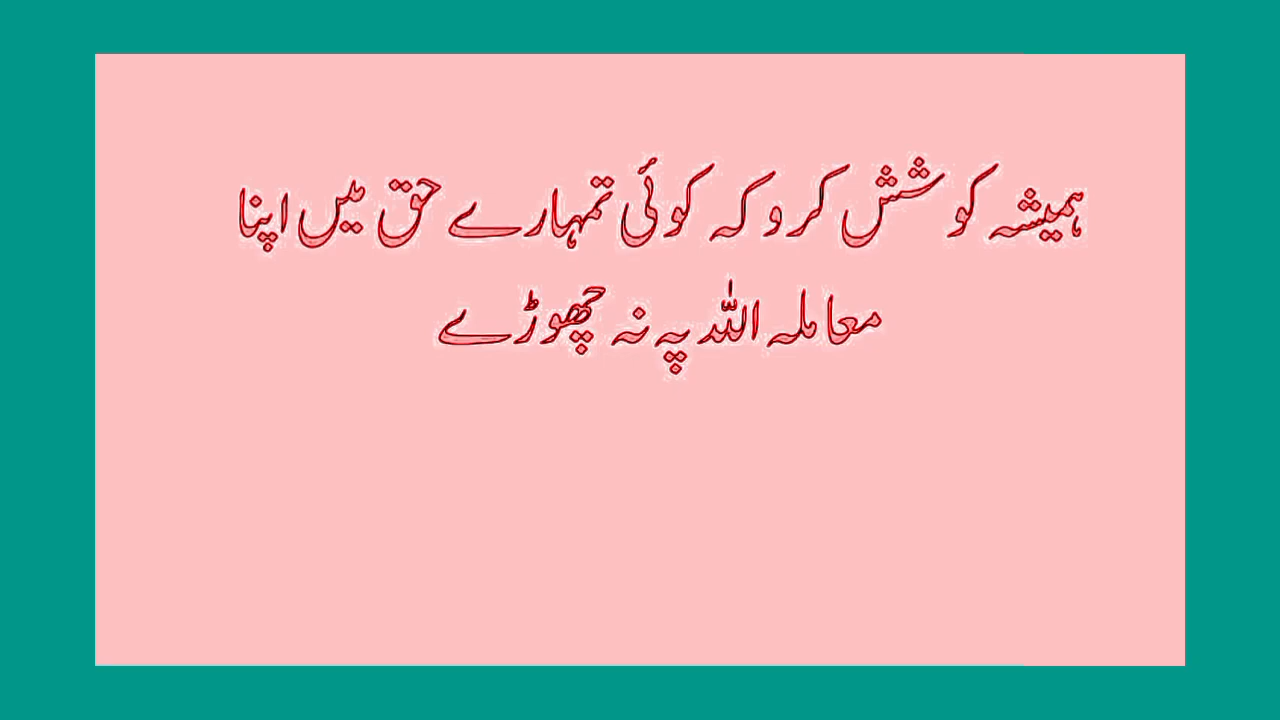 ہمیشہ کوشش کرو کہ کوئی تمہارے حق میں اپنا
معاملہ اللہ پہ نہ چھوڑے